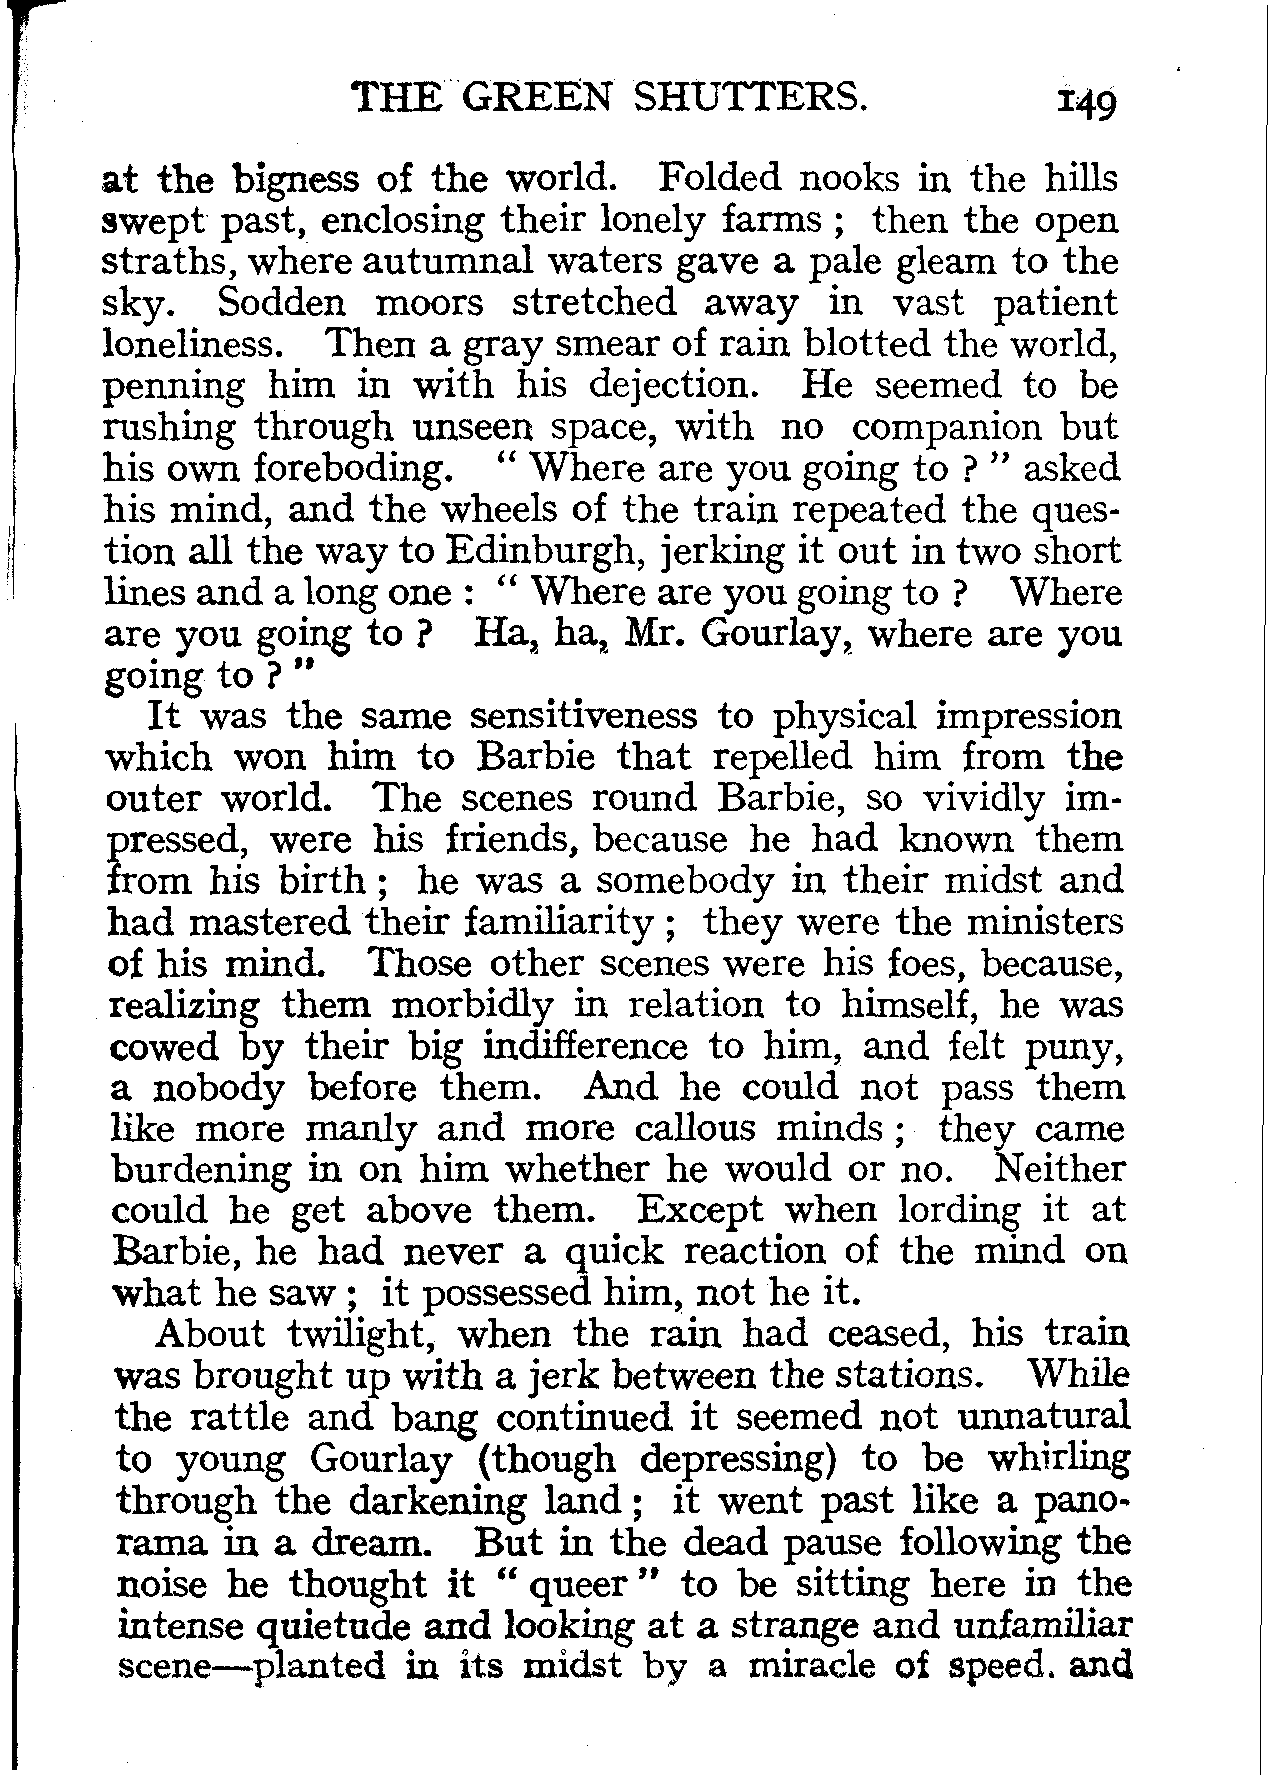 THE GREEN SHUTTERS. 149
at the bigness of the world. Folded nooks in the hills
swept past, enclosing their lonely farms ; then the open
straths, where autumnal waters gave a pale gleam to the
sky. Sodden moors stretched away in vast patient
loneliness. Then a gray smear of rain blotted the world,
penning him in with his dejection. He seemed to be
rushing through unseen space, with no companion but
his own foreboding. " Where are you going to ? " asked
his mind, and the wheels of the train repeated the ques-
tion all the way to Edinburgh, jerking it out in two short
lines and a long one : " Where are you going to ? Where
are you going to ? Ha, ha, Mr. Gourlay, where are you
going to ? "
It was the same sensitiveness to physical impression
which won him to Barbie that repelled him from the
outer world. The scenes round Barbie, so vividly im-
pressed, were his friends, because he had known them
from his birth ; he was a somebody in their midst and
had mastered their familiarity ; they were the ministers
of his mind. Those other scenes were his foes, because,
realizing them morbidly in relation to himself, he was
cowed by their big indifference to him, and felt puny,
a nobody before them. And he could not pass them
like more manly and more callous minds ; they came
burdening in on him whether he would or no. Neither
could he get above them. Except when lording it at
Barbie, he had never a quick reaction of the mind on
what he saw ; it possessed him, not he it.
About twilight, when the rain had ceased, his train
was brought up with a jerk between the stations. While
the rattle and bang continued it seemed not unnatural
to young Gourlay (though depressing) to be whirling
through the darkening land ; it went past like a pano-
rama in a dream. But in the dead pause following the
noise he thought it " queer " to be sitting here in the
intense quietude and looking at a strange and unfamiliar
scene—planted in its midst by a miracle of speed. and